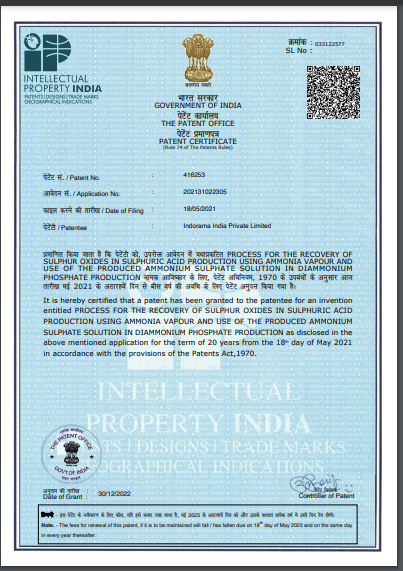 क्रमांक : 033122577
SL No :
INTELLECTUAL
PROPERTY INDIA
PATENTS | DESIGNS | TRADE MARKS
GEOGRAPHICAL INDICATIONS
सत्यमेव जयते
भारत सरकार
GOVERNMENT OF INDIA
पेटेंट कार्यालय
THE PATENT OFFICE
पेटेंट प्रमाणपत्र
PATENT CERTIFICATE
(Rule 74 of The Patents Rules)
पेटेंट सं. / Patent No. : 416253
आवेदन सं. / Application No. : 202131022305
फाइल करने की तारीख / Date of Filing : 18/05/2021
पेटेंटी / Patentee : Indorama India Private Limited
प्रमाणित किया जाता है कि पेटेंटी को, उपरोक्त आवेदन में यथाप्रकटित PROCESS FOR THE RECOVERY OF
SULPHUR OXIDES IN SULPHURIC ACID PRODUCTION USING AMMONIA VAPOUR AND
USE OF THE PRODUCED AMMONIUM SULPHATE SOLUTION IN DIAMMONIUM
PHOSPHATE PRODUCTION नामक आविष्कार के लिए, पेटेंट अधिनियम, 1970 के उपबंधों के अनुसार आज
तारीख मई 2021 के अठारहवें दिन से बीस वर्ष की अवधि के लिए पेटेंट अनुदत्त किया गया है।
It is hereby certified that a patent has been granted to the patentee for an invention
entitled PROCESS FOR THE RECOVERY OF SULPHUR OXIDES IN SULPHURIC ACID
PRODUCTION USING AMMONIA VAPOUR AND USE OF THE PRODUCED AMMONIUM
SULPHATE SOLUTION IN DIAMMONIUM PHOSPHATE PRODUCTION as disclosed in the
above mentioned application for the term of 20 years from the 18th day of May 2021
in accordance with the provisions of the Patents Act,1970.
INTELLECTUAL
PROPERTY INDIA
PATENTS | DESIGNS | TRADE MARKS
GEOGRAPHICAL INDICATIONS
THE PATENT OFFICE
GOVT. OF INDIA
अनुदान की तारीख :
Date of Grant : 30/12/2022
पेटेंट नियंत्रक
Controller of Patent
टिप्पणी - इस पेटेंट के नवीकरण के लिए फीस, यदि इसे बनाए रखा जाना है, मई 2023 के अठारहवें दिन को और उसके पश्चात प्रत्येक वर्ष में उसी दिन देय होगी।
Note. - The fees for renewal of this patent, if it is to be maintained will fall / has fallen due on 18th day of May 2023 and on the same day
in every year thereafter.